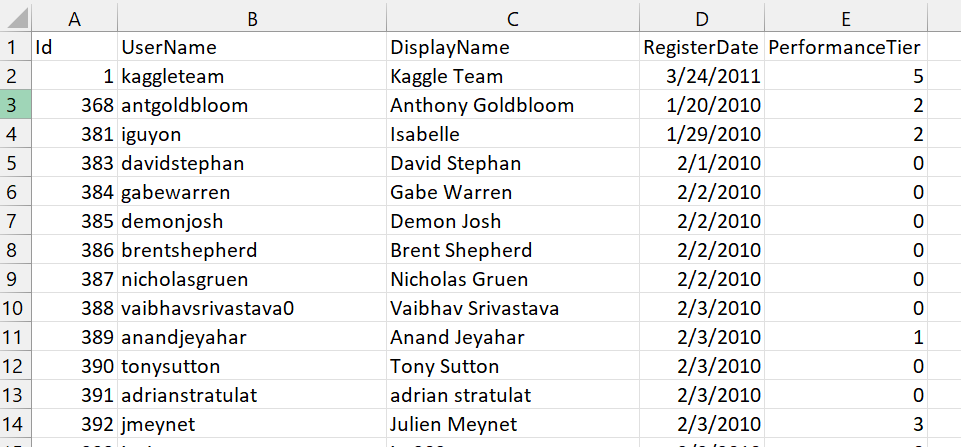 A B C D E
1 Id UserName DisplayName RegisterDate PerformanceTier
2 1 kaggleteam Kaggle Team 3/24/2011 5
3 368 antgoldbloom Anthony Goldbloom 1/20/2010 2
4 381 iguyon Isabelle 1/29/2010 2
5 383 davidstephan David Stephan 2/1/2010 0
6 384 gabewarren Gabe Warren 2/2/2010 0
7 385 demonjosh Demon Josh 2/2/2010 0
8 386 brentshepherd Brent Shepherd 2/2/2010 0
9 387 nicholasgruen Nicholas Gruen 2/2/2010 0
10 388 vaibhavsrivastava0 Vaibhav Srivastava 2/3/2010 0
11 389 anandjeyahar Anand Jeyahar 2/3/2010 1
12 390 tonysutton Tony Sutton 2/3/2010 0
13 391 adrianstratulat adrian stratulat 2/3/2010 0
14 392 jmeynet Julien Meynet 2/3/2010 3